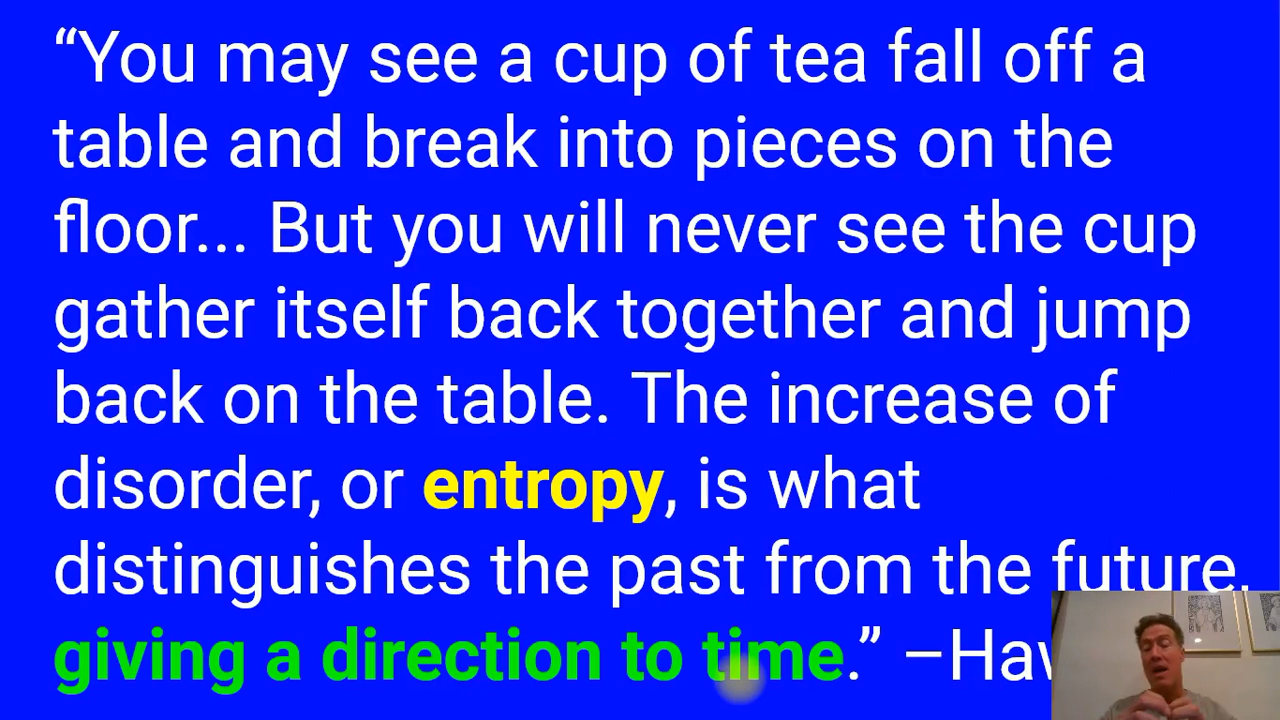 “You may see a cup of tea fall off a
table and break into pieces on the
floor... But you will never see the cup
gather itself back together and jump
back on the table. The increase of
disorder, or entropy, is what
distinguishes the past from the future,
giving a direction to time.” –